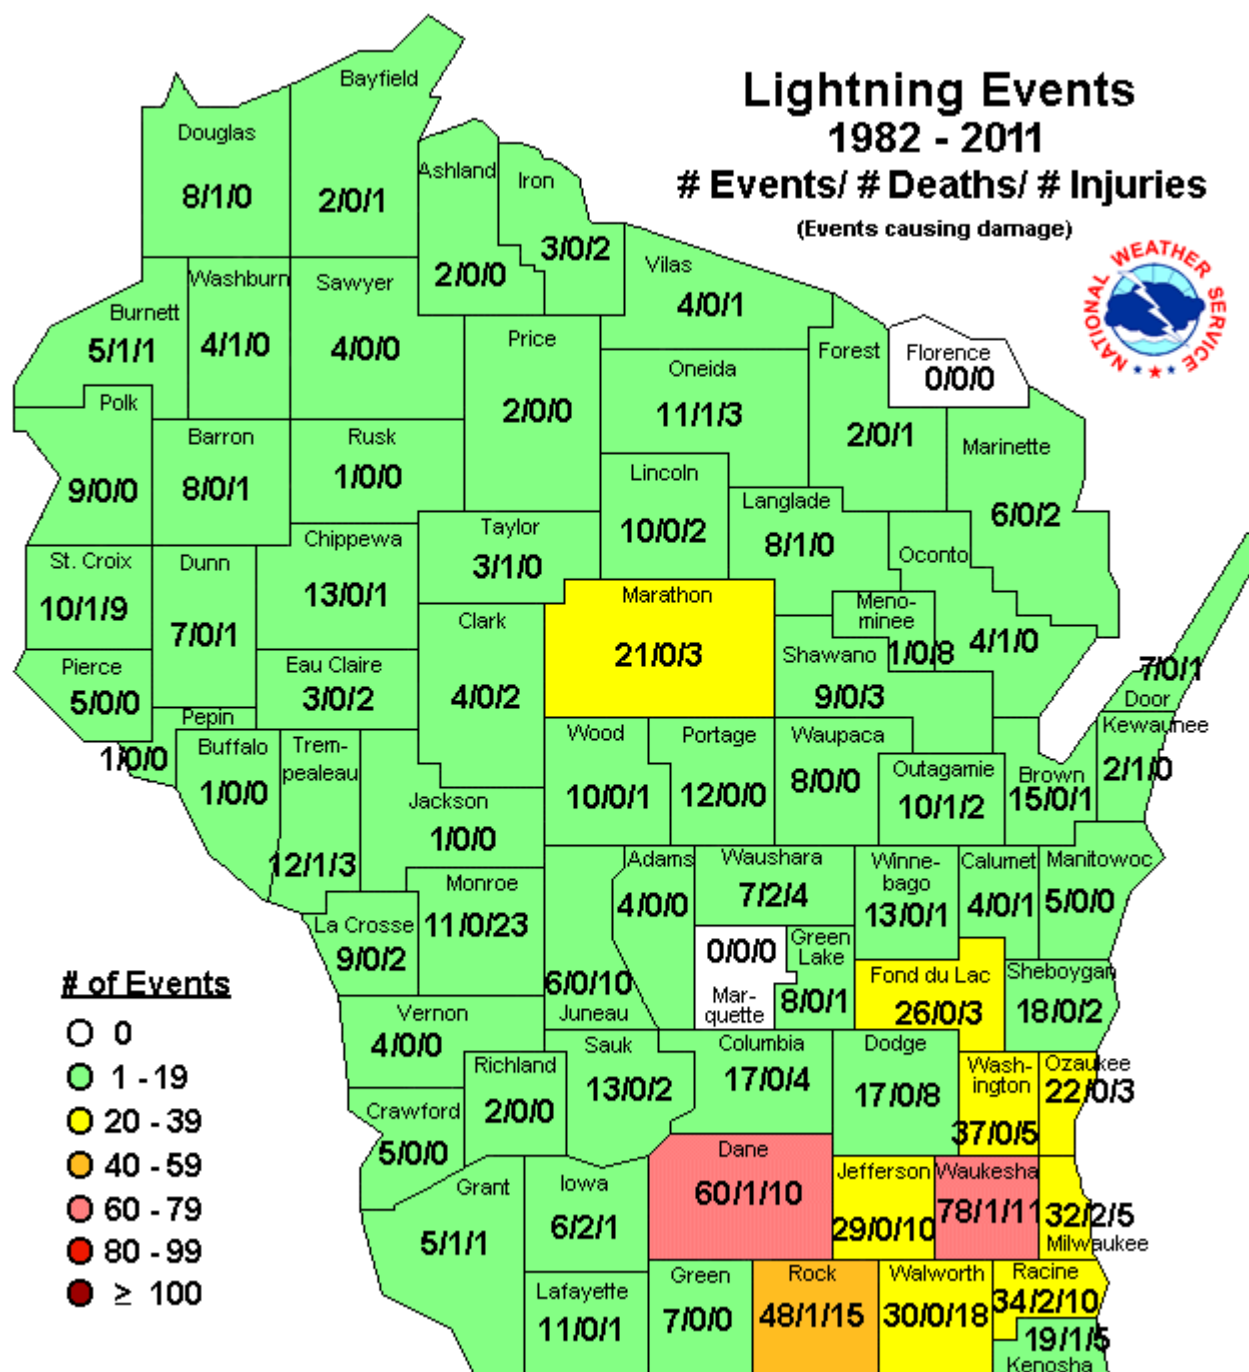 Lightning Events
1982 - 2011
# Events/ # Deaths/ # Injuries
(Events causing damage)
NATIONAL WEATHER SERVICE
Bayfield
2/0/1
Douglas
8/1/0
Ashland
2/0/0
Iron
3/0/2
Vilas
4/0/1
Washburn
4/1/0
Sawyer
4/0/0
Burnett
5/1/1
Price
2/0/0
Oneida
11/1/3
Forest
2/0/1
Florence
0/0/0
Polk
9/0/0
Barron
8/0/1
Rusk
1/0/0
Marinette
6/0/2
Lincoln
10/0/2
Langlade
8/1/0
Chippewa
13/0/1
Taylor
3/1/0
Oconto
4/1/0
St. Croix
10/1/9
Dunn
7/0/1
Marathon
21/0/3
Meno-
minee
1/0/8
Clark
4/0/2
Shawano
9/0/3
Pierce
5/0/0
Eau Claire
3/0/2
7/0/1
Door
Pepin
1/0/0
Buffalo
1/0/0
Trem-
pealeau
12/1/3
Wood
10/0/1
Portage
12/0/0
Waupaca
8/0/0
Outagamie
10/1/2
Brown
15/0/1
Kewaunee
2/1/0
Jackson
1/0/0
Adams
4/0/0
Waushara
7/2/4
Winne-
bago
13/0/1
Calumet
4/0/1
Manitowoc
5/0/0
Monroe
11/0/23
La Crosse
9/0/2
6/0/10
Juneau
0/0/0
Mar-
quette
Green
Lake
8/0/1
Fond du Lac
26/0/3
Sheboygan
18/0/2
# of Events
0
1 - 19
20 - 39
40 - 59
60 - 79
80 - 99
≥ 100
Vernon
4/0/0
Richland
2/0/0
Sauk
13/0/2
Columbia
17/0/4
Dodge
17/0/8
Wash-
ington
37/0/5
Ozaukee
22/0/3
Crawford
5/0/0
Grant
5/1/1
Iowa
6/2/1
Dane
60/1/10
Jefferson
29/0/10
Waukesha
78/1/11
32/2/5
Milwaukee
Lafayette
11/0/1
Green
7/0/0
Rock
48/1/15
Walworth
30/0/18
Racine
34/2/10
19/1/5
Kenosha